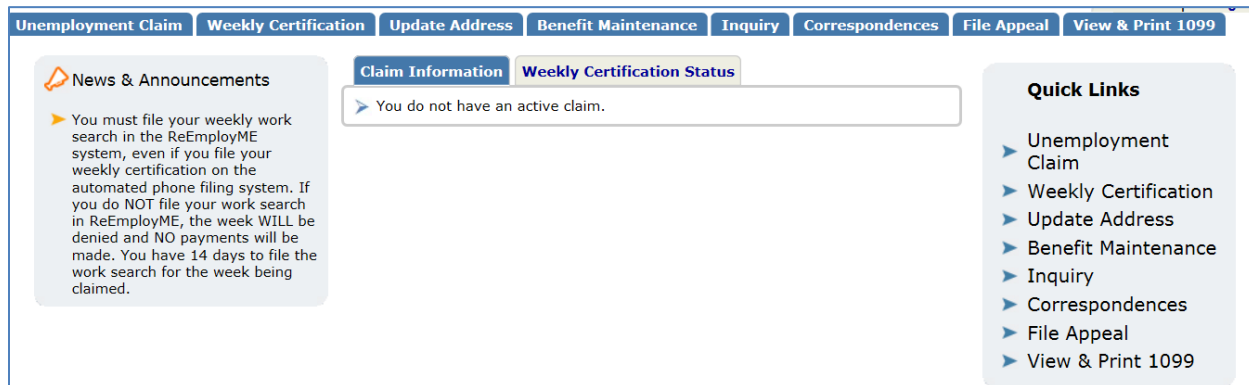 Unemployment Claim Weekly Certification Update Address Benefit Maintenance Inquiry Correspondences File Appeal View & Print 1099
News & Announcements
You must file your weekly work
search in the ReEmployME
system, even if you file your
weekly certification on the
automated phone filing system. If
you do NOT file your work search
in ReEmployME, the week WILL be
denied and NO payments will be
made. You have 14 days to file the
work search for the week being
claimed.
Claim Information Weekly Certification Status
You do not have an active claim.
Quick Links
Unemployment
Claim
Weekly Certification
Update Address
Benefit Maintenance
Inquiry
Correspondences
File Appeal
View & Print 1099